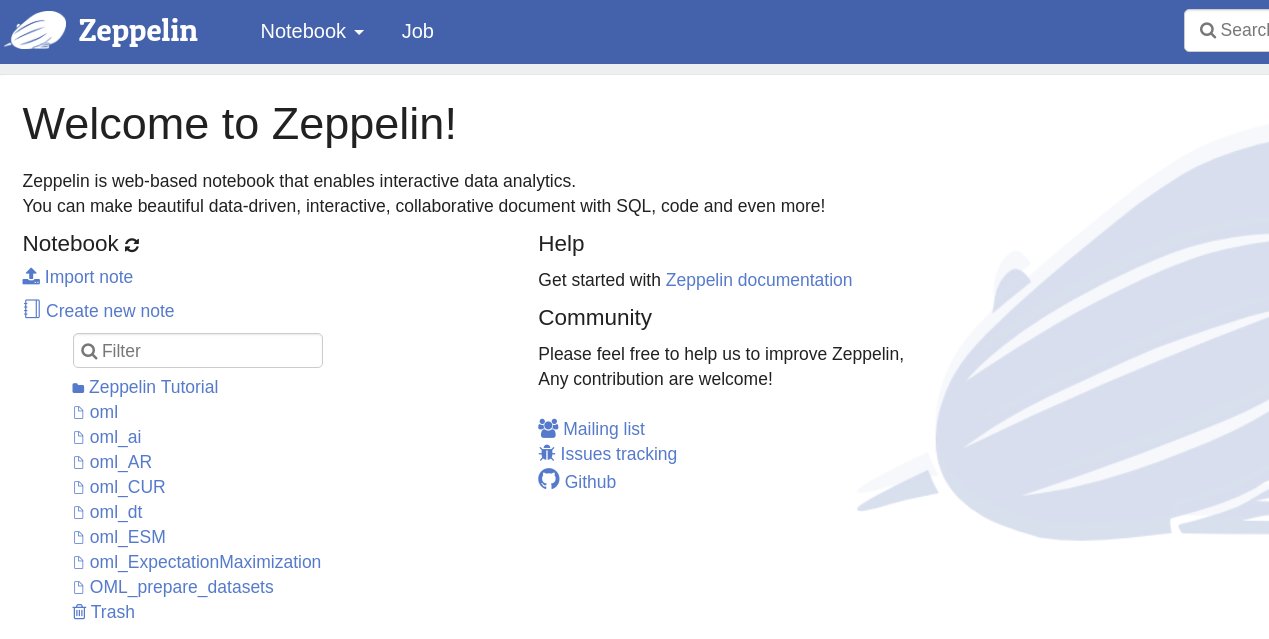 Zeppelin Notebook Job Search
Welcome to Zeppelin!
Zeppelin is web-based notebook that enables interactive data analytics.
You can make beautiful data-driven, interactive, collaborative document with SQL, code and even more!
Notebook
Import note
Create new note
Filter
Zeppelin Tutorial
oml
oml_ai
oml_AR
oml_CUR
oml_dt
oml_ESM
oml_ExpectationMaximization
OML_prepare_datasets
Trash
Help
Get started with Zeppelin documentation
Community
Please feel free to help us to improve Zeppelin,
Any contribution are welcome!
Mailing list
Issues tracking
Github